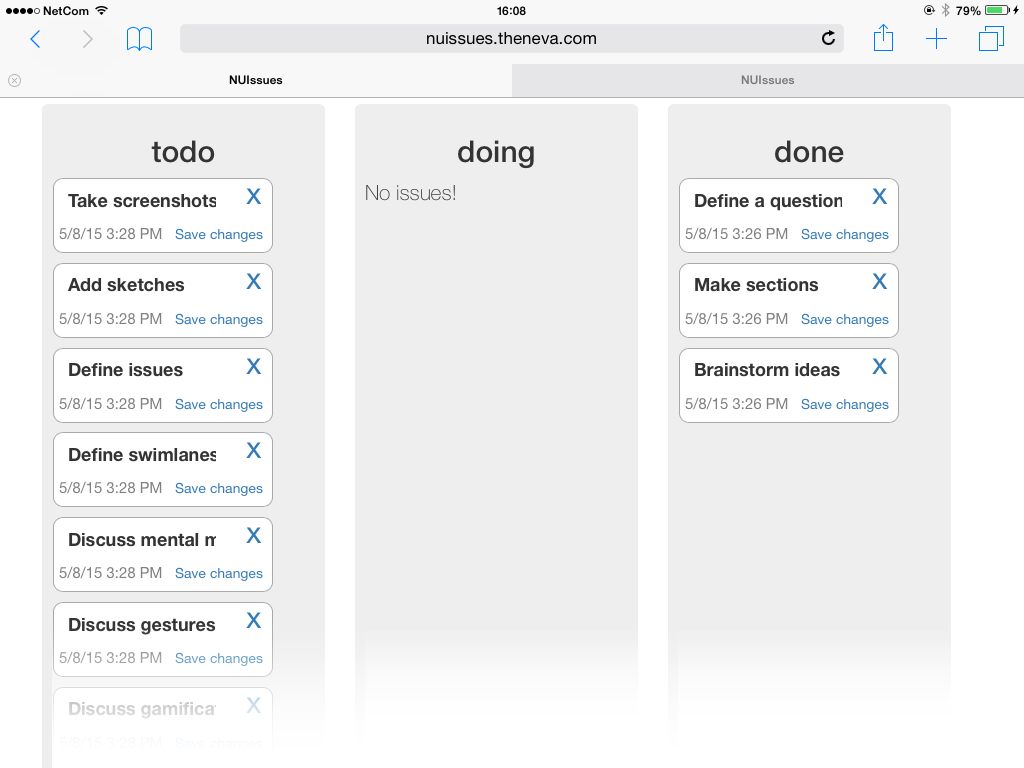 NetCom
16:08
79%
nuissues.theneva.com
NUIssues
NUIssues
todo
Take screenshots
X
5/8/15 3:28 PM Save changes
Add sketches
X
5/8/15 3:28 PM Save changes
Define issues
X
5/8/15 3:28 PM Save changes
Define swimlanes
X
5/8/15 3:28 PM Save changes
Discuss mental m
X
5/8/15 3:28 PM Save changes
Discuss gestures
X
5/8/15 3:28 PM Save changes
Discuss gamifica
X
5/8/15 3:28 PM Save changes
doing
No issues!
done
Define a question
X
5/8/15 3:26 PM Save changes
Make sections
X
5/8/15 3:26 PM Save changes
Brainstorm ideas
X
5/8/15 3:26 PM Save changes